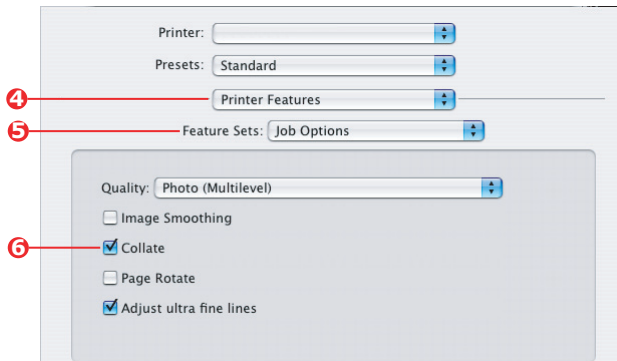 Printer:
Presets: Standard
4 Printer Features
5 Feature Sets: Job Options
Quality: Photo (Multilevel)
Image Smoothing
6 Collate
Page Rotate
Adjust ultra fine lines